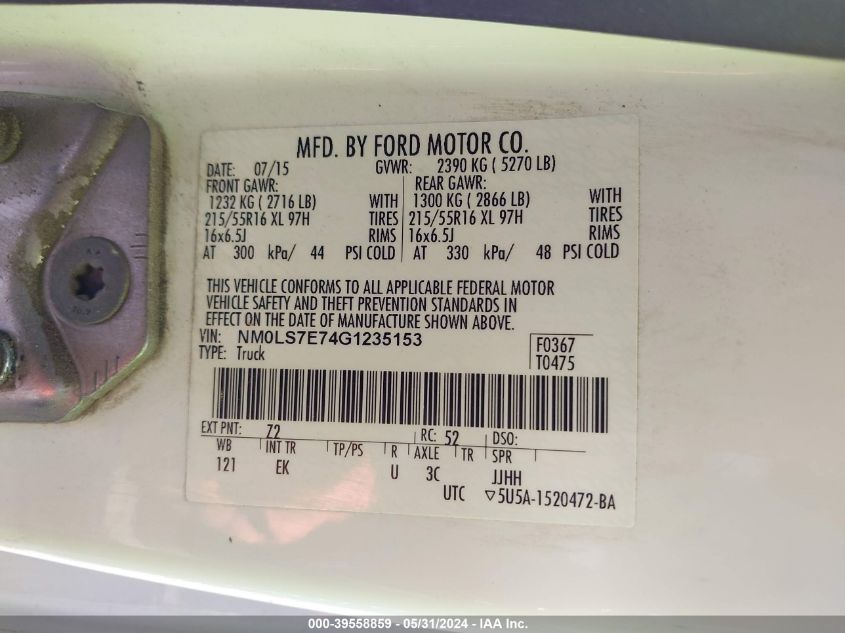 MFD. BY FORD MOTOR CO.
DATE: 07/15 GVWR: 2390 KG ( 5270 LB)
FRONT GAWR: REAR GAWR:
1232 KG ( 2716 LB) WITH 1300 KG ( 2866 LB) WITH
215/55R16 XL 97H TIRES 215/55R16 XL 97H TIRES
16x6.5J RIMS 16x6.5J RIMS
AT 300 kPa/ 44 PSI COLD AT 330 kPa/ 48 PSI COLD
THIS VEHICLE CONFORMS TO ALL APPLICABLE FEDERAL MOTOR
VEHICLE SAFETY AND THEFT PREVENTION STANDARDS IN
EFFECT ON THE DATE OF MANUFACTURE SHOWN ABOVE.
VIN: NM0LS7E74G1235153 F0367
TYPE: Truck T0475
EXT PNT: Z2 RC: 52 DSO:
WB INT TR TP/PS R AXLE TR SPR
121 EK U 3C JJHH
UTC ▽5U5A-1520472-BA
000-39558859 - 05/31/2024 - IAA Inc.